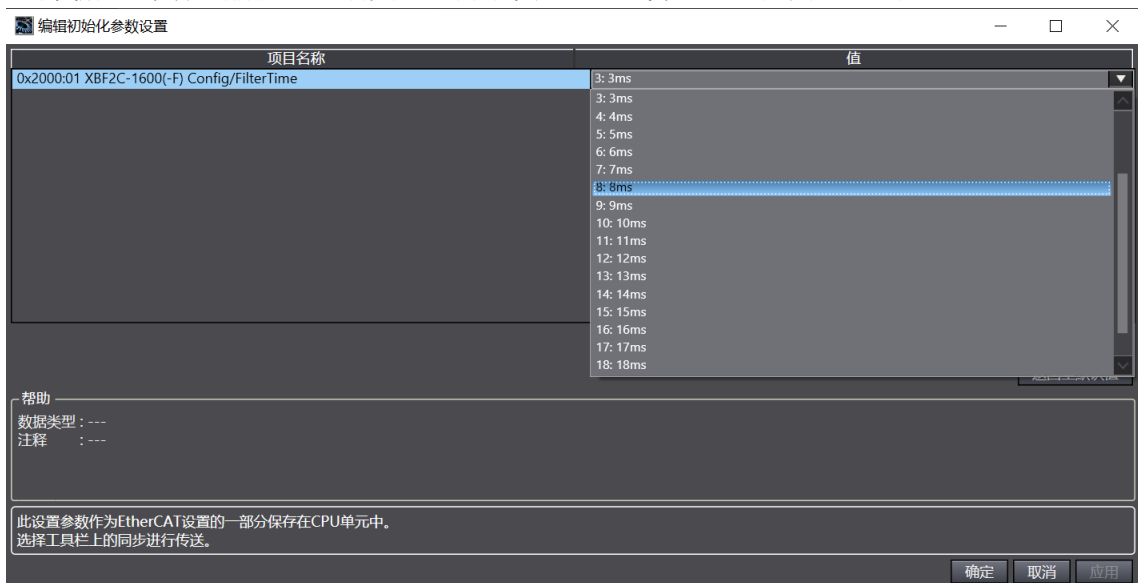 编辑初始化参数设置
项目名称 值
0x2000:01 XBF2C-1600(-F) Config/FilterTime 3: 3ms
3: 3ms
4: 4ms
5: 5ms
6: 6ms
7: 7ms
8: 8ms
9: 9ms
10: 10ms
11: 11ms
12: 12ms
13: 13ms
14: 14ms
15: 15ms
16: 16ms
17: 17ms
18: 18ms
帮助
数据类型 : ---
注释 : ---
此设置参数作为EtherCAT设置的一部分保存在CPU单元中。
选择工具栏上的同步进行传送。
确定 取消 应用